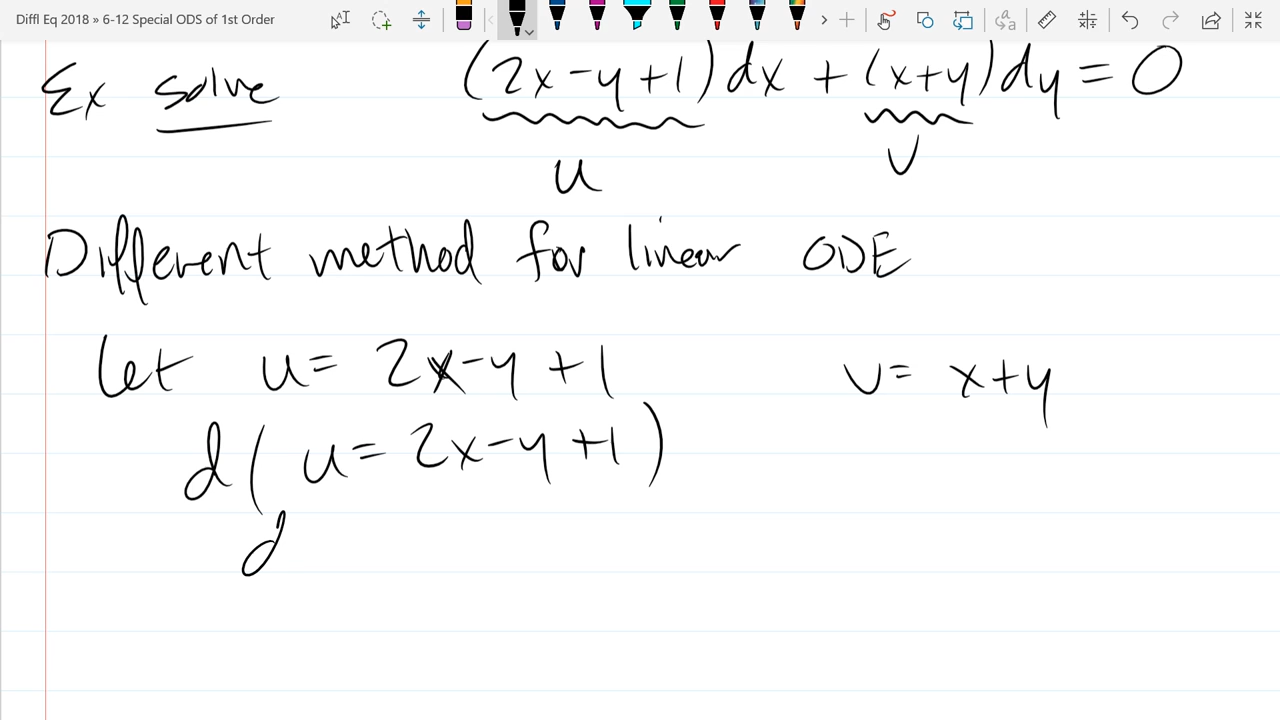 Diffl Eq 2018 » 6-12 Special ODS of 1st Order
Ex solve (2x-y+1)dx + (x+y)dy = 0
u v
Different method for linear ODE
Let u = 2x-y+1 v = x+y
d( u = 2x-y+1 )
d